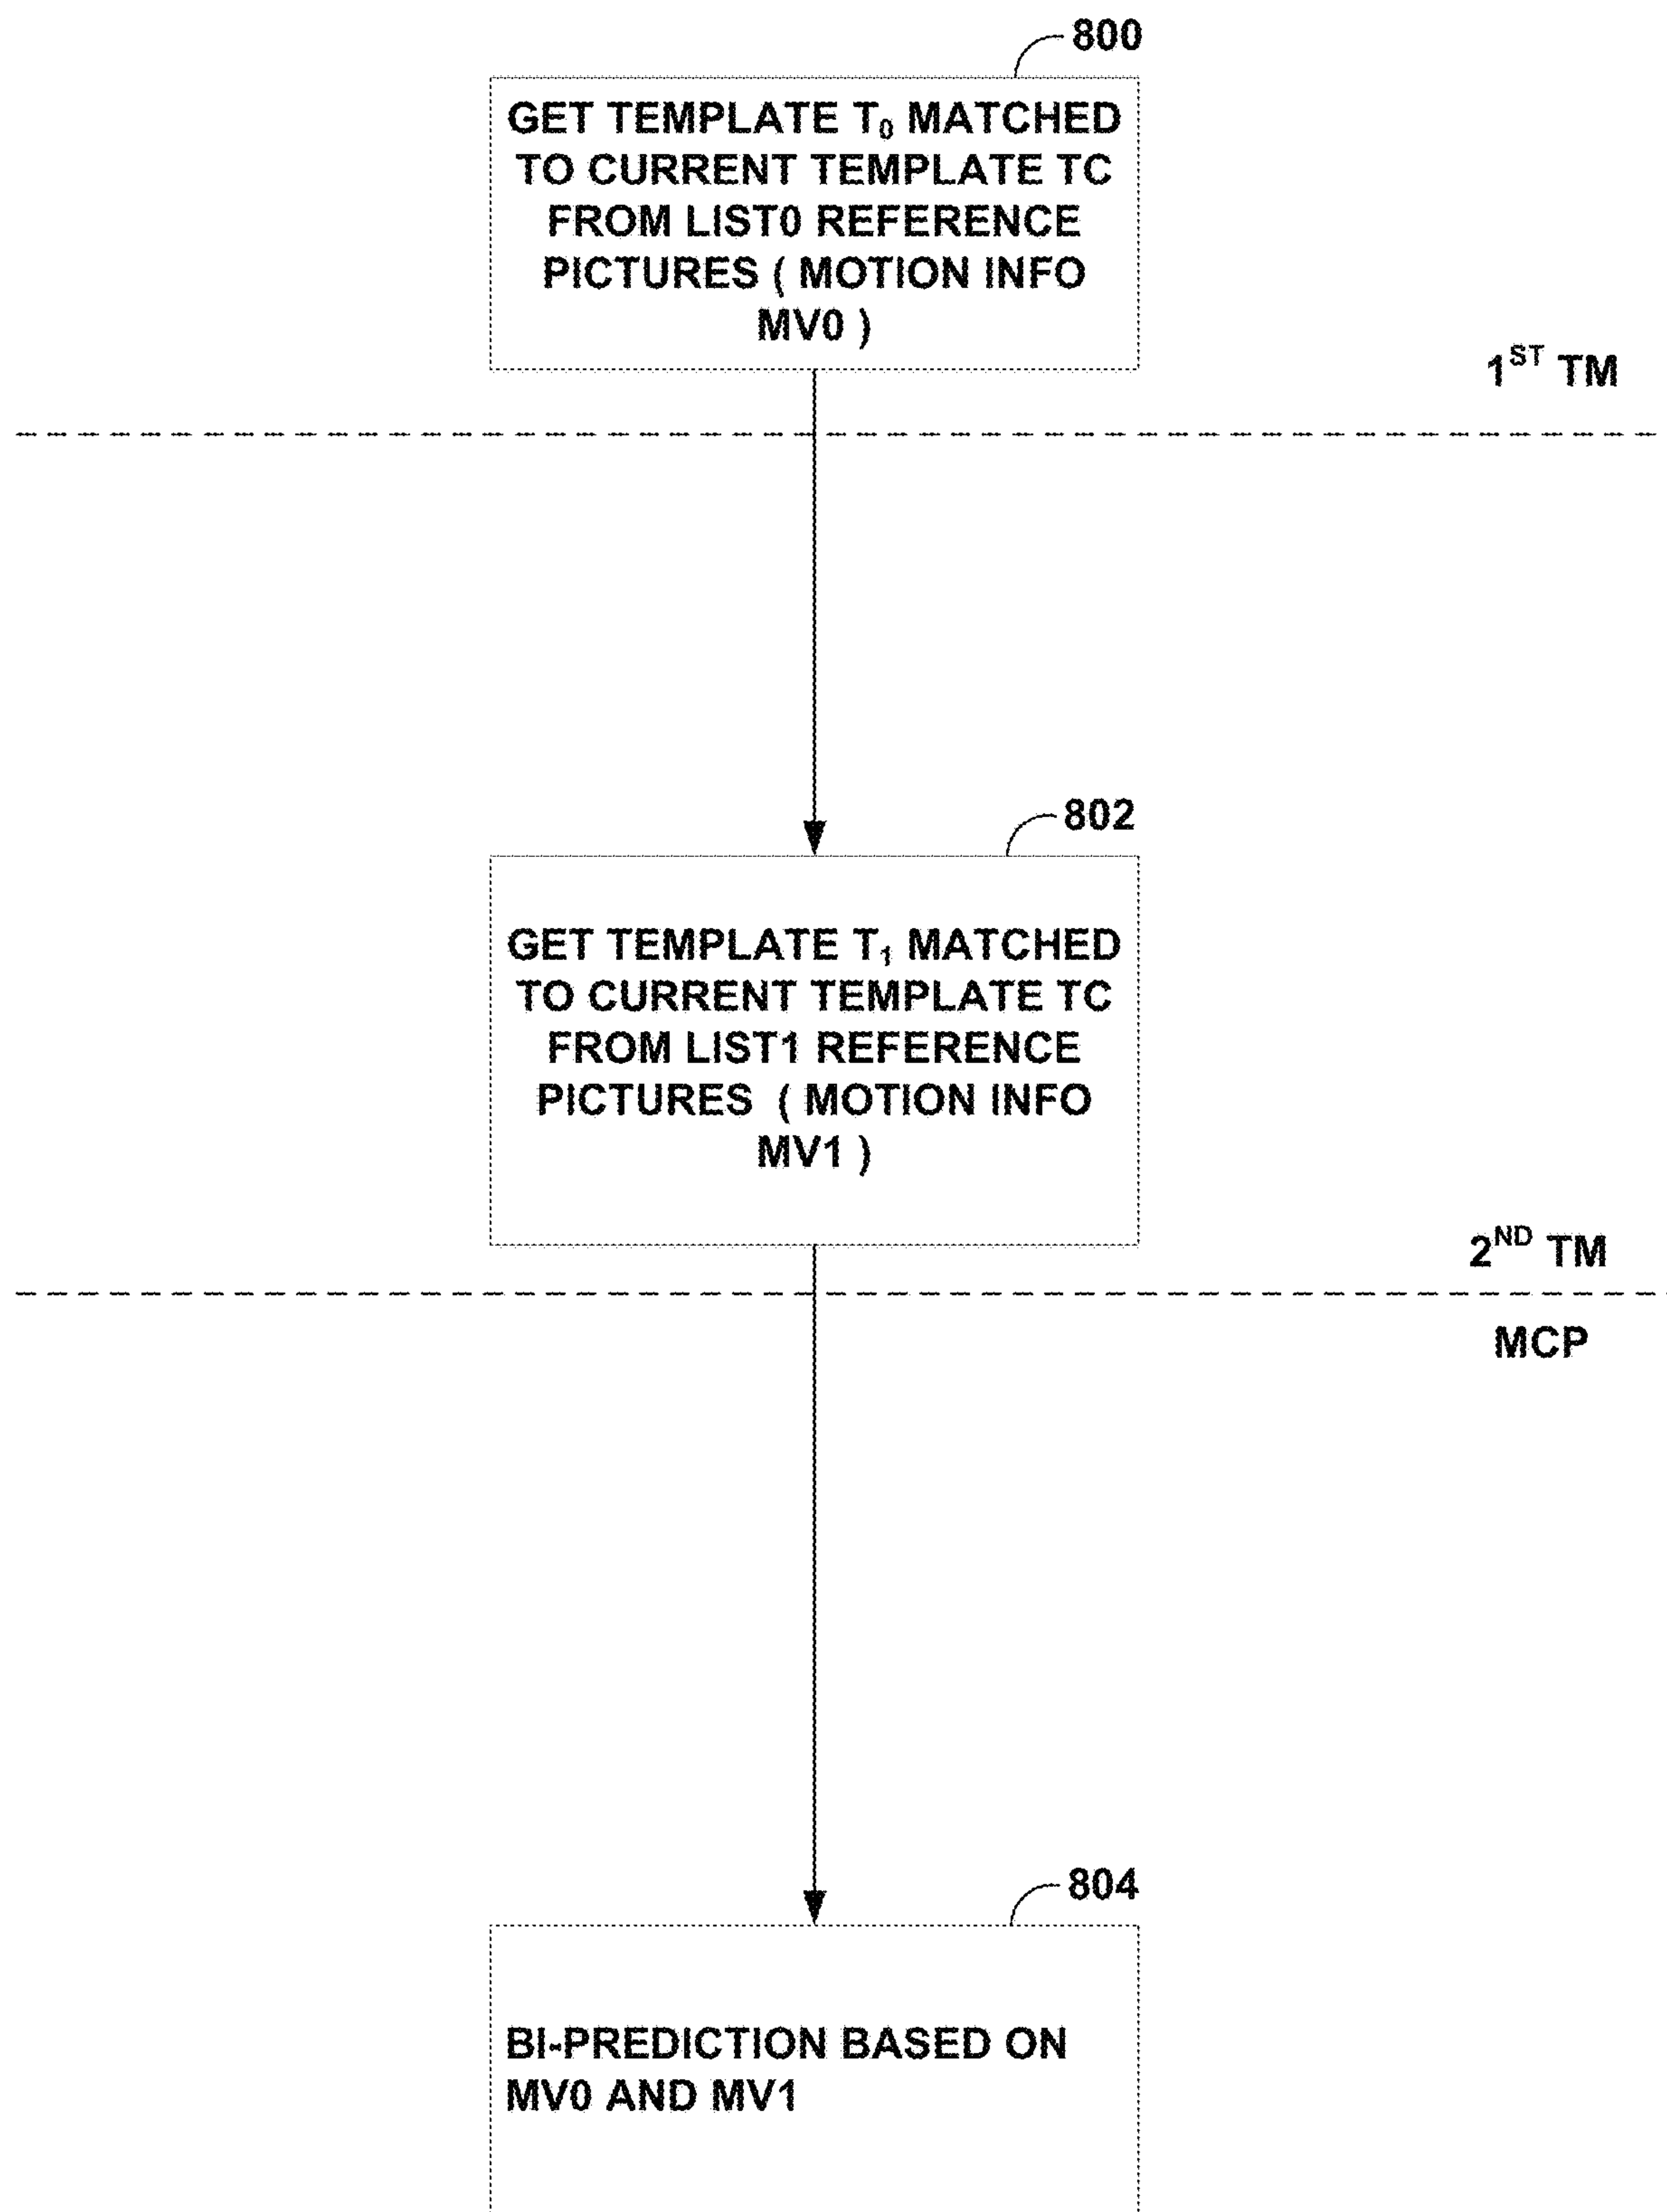 800
GET TEMPLATE T₀ MATCHED
TO CURRENT TEMPLATE TC
FROM LIST0 REFERENCE
PICTURES ( MOTION INFO
MV0 )
1ST TM
802
GET TEMPLATE T₁ MATCHED
TO CURRENT TEMPLATE TC
FROM LIST1 REFERENCE
PICTURES ( MOTION INFO
MV1 )
2ND TM
MCP
804
BI-PREDICTION BASED ON
MV0 AND MV1